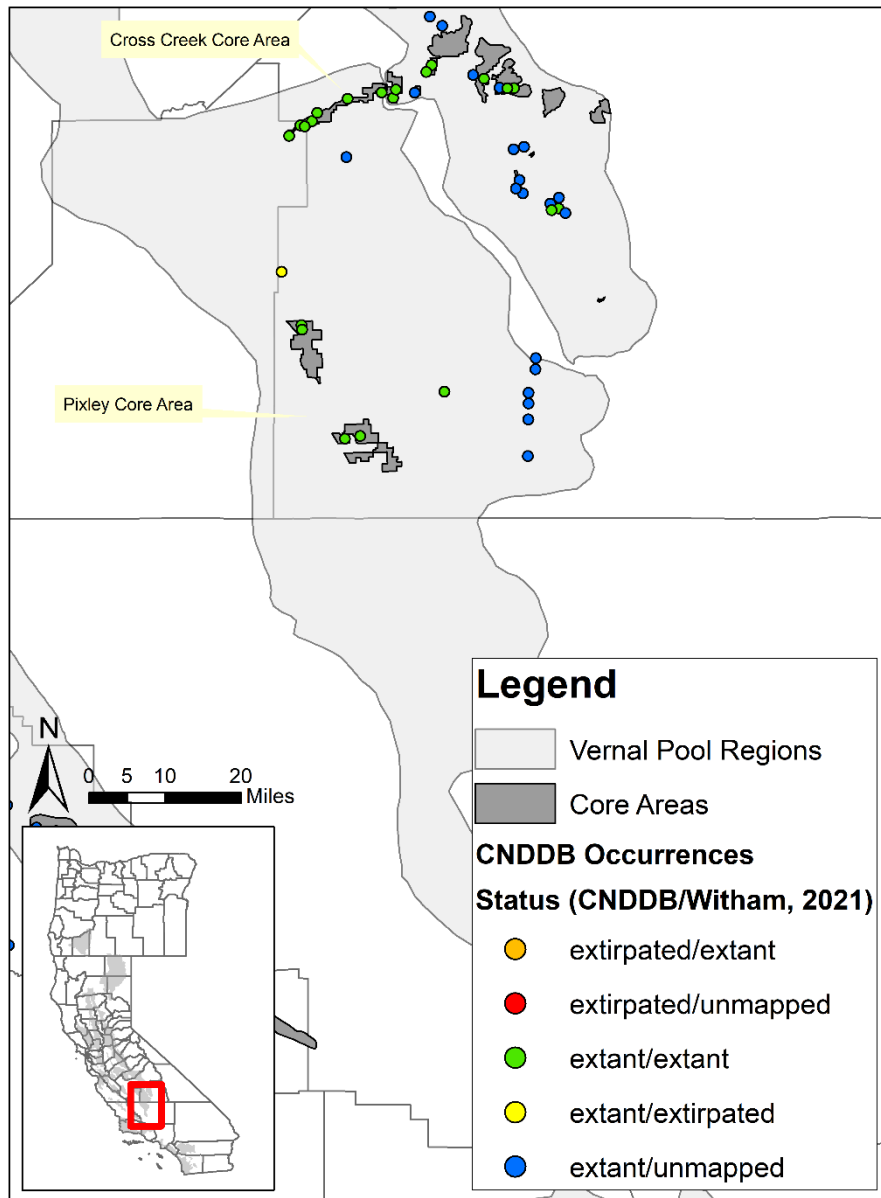 Cross Creek Core Area
Pixley Core Area
N
0 5 10 20
Miles
Legend
Vernal Pool Regions
Core Areas
CNDDB Occurrences
Status (CNDDB/Witham, 2021)
extirpated/extant
extirpated/unmapped
extant/extant
extant/extirpated
extant/unmapped